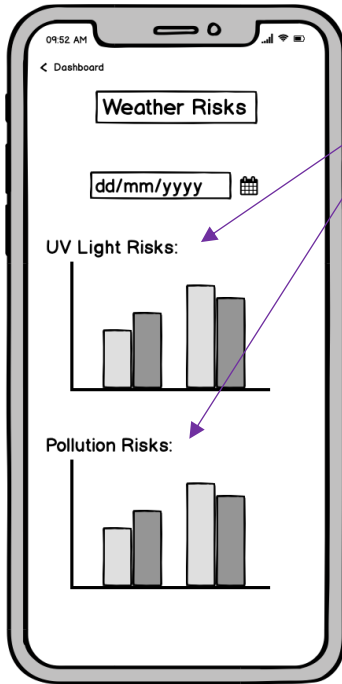 09:52 AM
< Dashboard
Weather Risks
dd/mm/yyyy
UV Light Risks:
Pollution Risks: